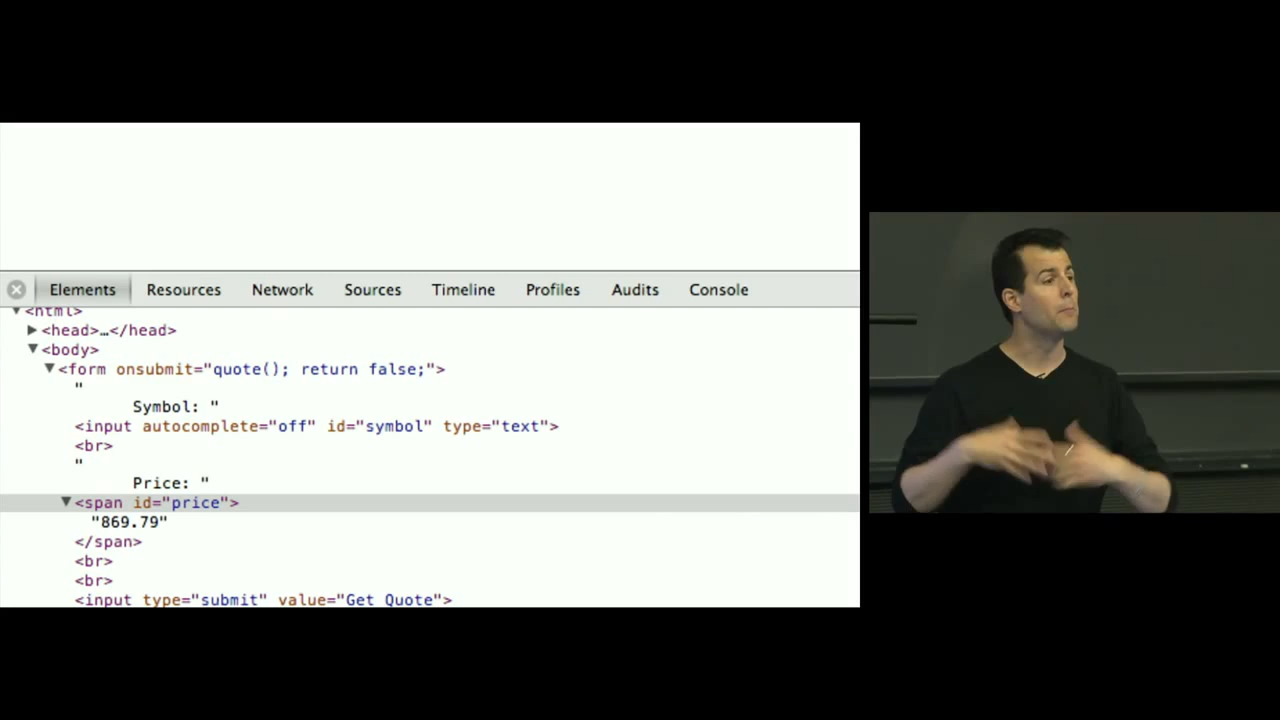 Elements Resources Network Sources Timeline Profiles Audits Console
<html>
<head>…</head>
<body>
<form onsubmit="quote(); return false;">
"
Symbol: "
<input autocomplete="off" id="symbol" type="text">
<br>
"
Price: "
<span id="price">
"869.79"
</span>
<br>
<br>
<input type="submit" value="Get Quote">